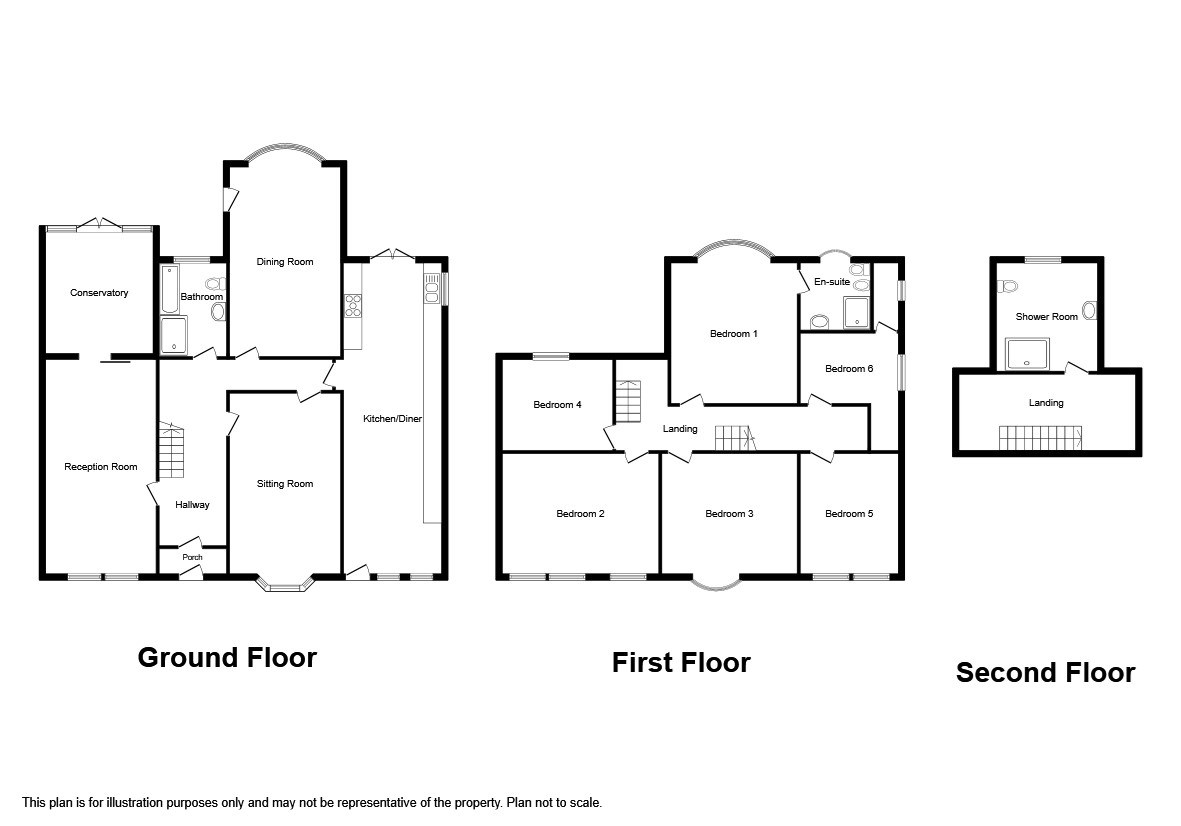 Conservatory
Bathroom
Dining Room
Reception Room
Hallway
Porch
Sitting Room
Kitchen/Diner
Ground Floor
Bedroom 1
En-suite
Bedroom 6
Bedroom 4
Landing
Bedroom 2
Bedroom 3
Bedroom 5
First Floor
Shower Room
Landing
Second Floor
This plan is for illustration purposes only and may not be representative of the property. Plan not to scale.